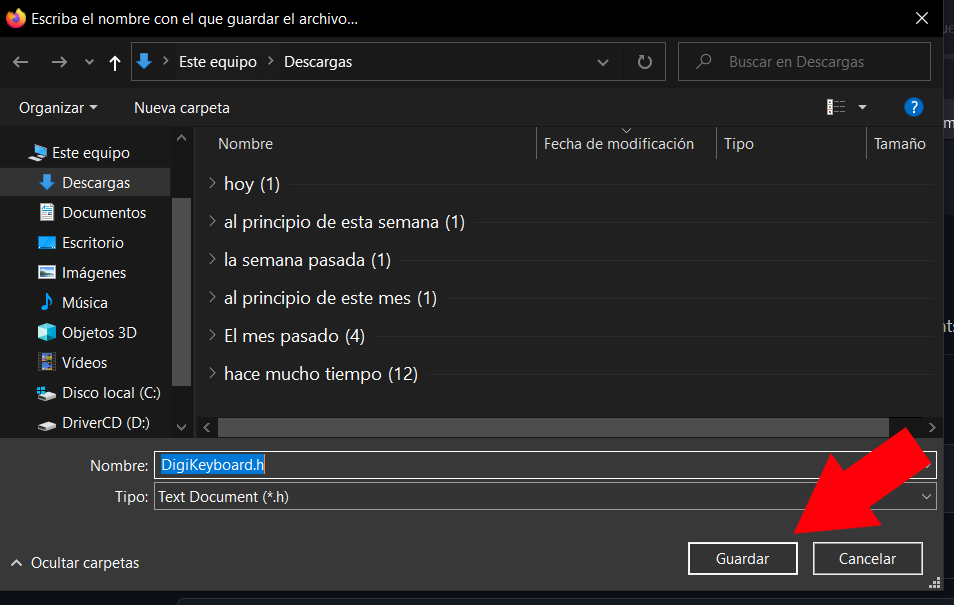 Escriba el nombre con el que guardar el archivo...
Este equipo
Descargas
Buscar en Descargas
Organizar
Nueva carpeta
?
Nombre
Fecha de modificación
Tipo
Tamaño
Este equipo
Descargas
Documentos
Escritorio
Imágenes
Música
Objetos 3D
Vídeos
Disco local (C:)
DriverCD (D:)
hoy (1)
al principio de esta semana (1)
la semana pasada (1)
al principio de este mes (1)
El mes pasado (4)
hace mucho tiempo (12)
Nombre: DigiKeyboard.h
Tipo: Text Document (*.h)
Ocultar carpetas
Guardar
Cancelar